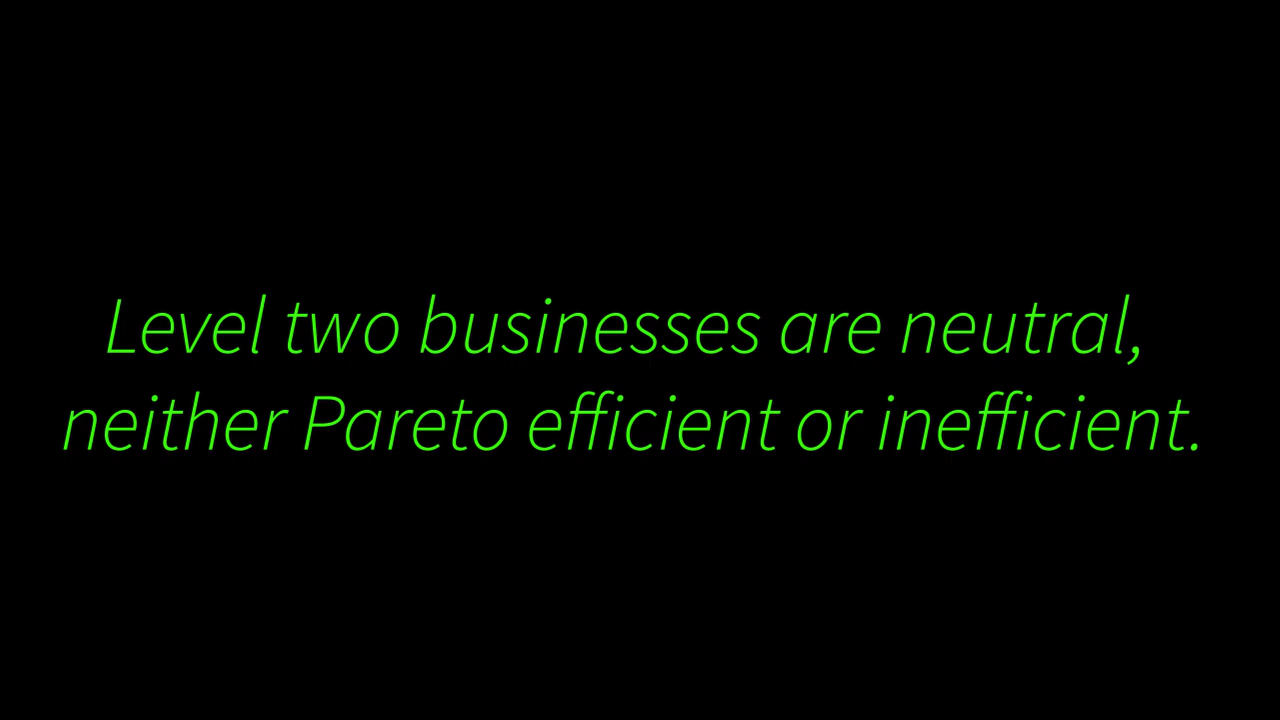 Level two businesses are neutral,
neither Pareto efficient or inefficient.